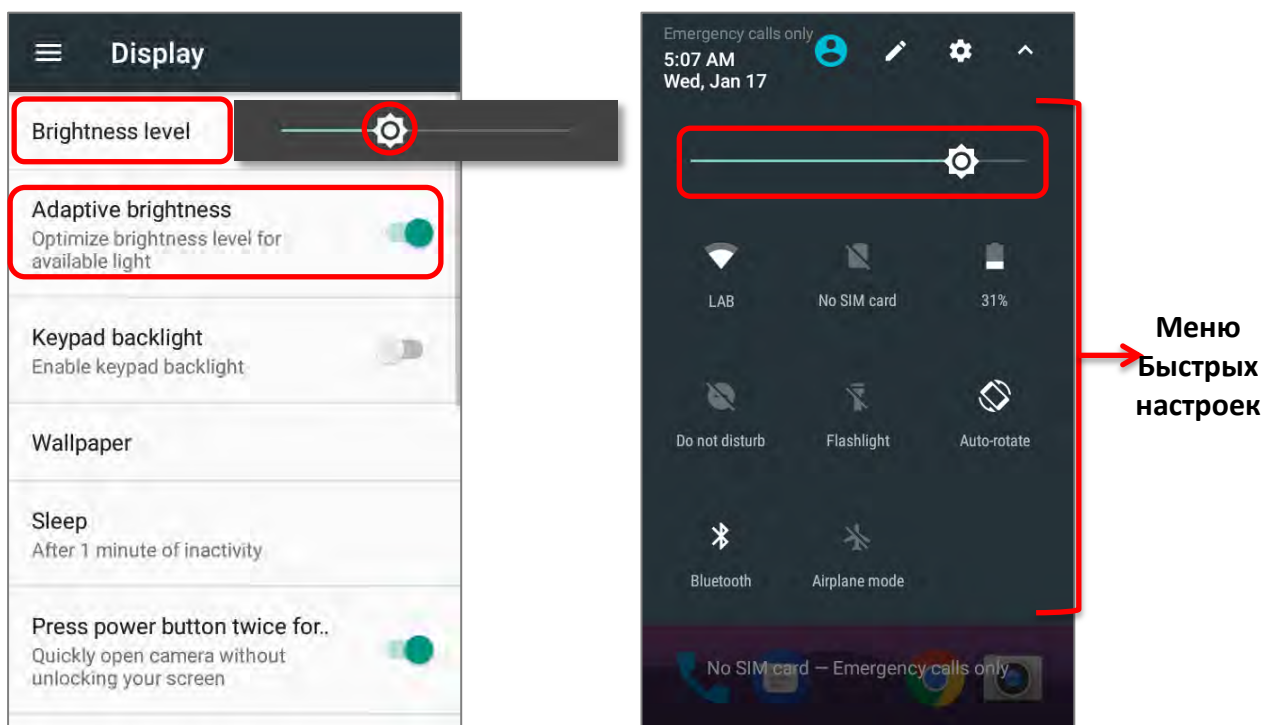 Display
Brightness level
Adaptive brightness
Optimize brightness level for
available light
Keypad backlight
Enable keypad backlight
Wallpaper
Sleep
After 1 minute of inactivity
Press power button twice for..
Quickly open camera without
unlocking your screen
Emergency calls only
5:07 AM
Wed, Jan 17
LAB
No SIM card
31%
Do not disturb
Flashlight
Auto-rotate
Bluetooth
Airplane mode
No SIM card — Emergency calls only
Меню
Быстрых
настроек